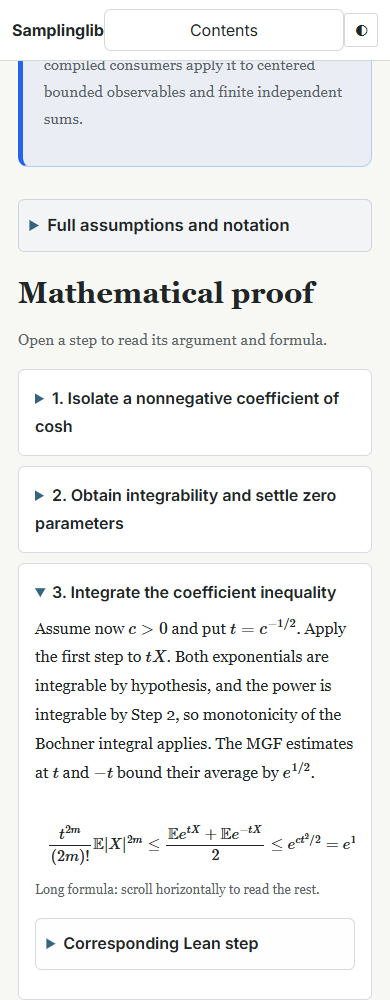 Samplinglib
Contents
compiled consumers apply it to centered
bounded observables and finite independent
sums.
Full assumptions and notation
Mathematical proof
Open a step to read its argument and formula.
1. Isolate a nonnegative coefficient of
cosh
2. Obtain integrability and settle zero
parameters
3. Integrate the coefficient inequality
Assume now c > 0 and put t = c^{-1/2}. Apply
the first step to tX. Both exponentials are
integrable by hypothesis, and the power is
integrable by Step 2, so monotonicity of the
Bochner integral applies. The MGF estimates
at t and −t bound their average by e^{1/2}.
\frac{t^{2m}}{(2m)!} 𝔼|X|^{2m} ≤ \frac{𝔼e^{tX} + 𝔼e^{-tX}}{2} ≤ e^{ct^2/2} = e^1
Long formula: scroll horizontally to read the rest.
Corresponding Lean step